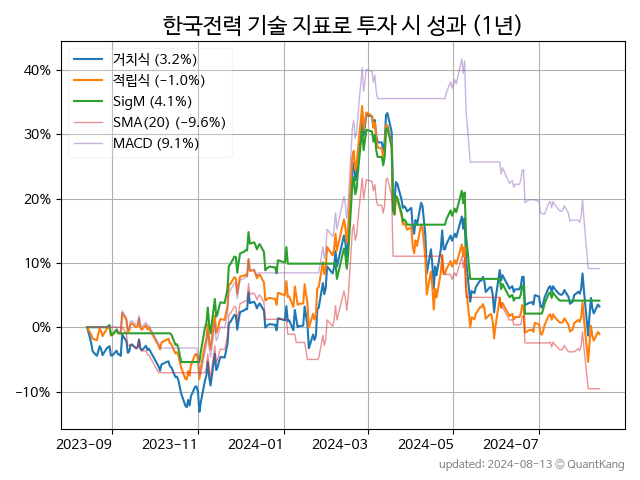 한국전력 기술 지표로 투자 시 성과 (1년)
거치식 (3.2%)
적립식 (−1.0%)
SigM (4.1%)
SMA(20) (−9.6%)
MACD (9.1%)
40%
30%
20%
10%
0%
−10%
2023-09 2023-11 2024-01 2024-03 2024-05 2024-07
updated: 2024-08-13 ⓒ QuantKang